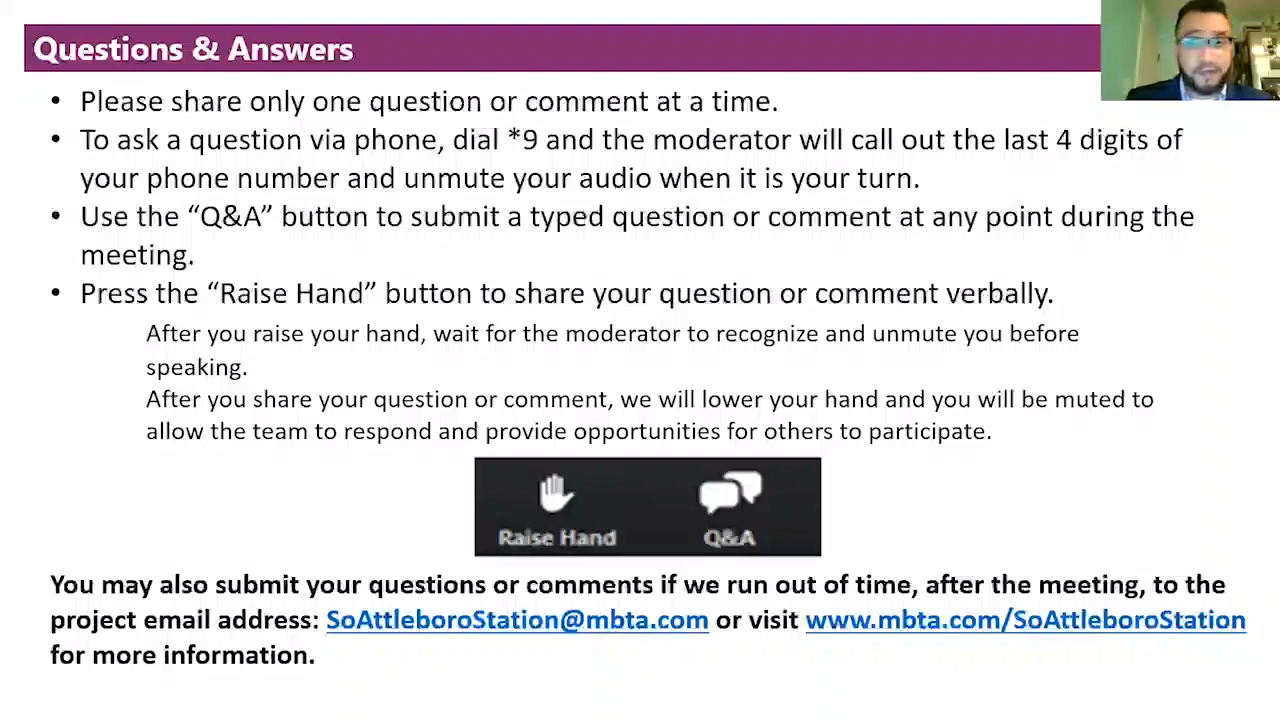 Questions & Answers
• Please share only one question or comment at a time.
• To ask a question via phone, dial *9 and the moderator will call out the last 4 digits of
your phone number and unmute your audio when it is your turn.
• Use the “Q&A” button to submit a typed question or comment at any point during the
meeting.
• Press the “Raise Hand” button to share your question or comment verbally.
After you raise your hand, wait for the moderator to recognize and unmute you before
speaking.
After you share your question or comment, we will lower your hand and you will be muted to
allow the team to respond and provide opportunities for others to participate.
Raise Hand Q&A
You may also submit your questions or comments if we run out of time, after the meeting, to the
project email address: SoAttleboroStation@mbta.com or visit www.mbta.com/SoAttleboroStation
for more information.